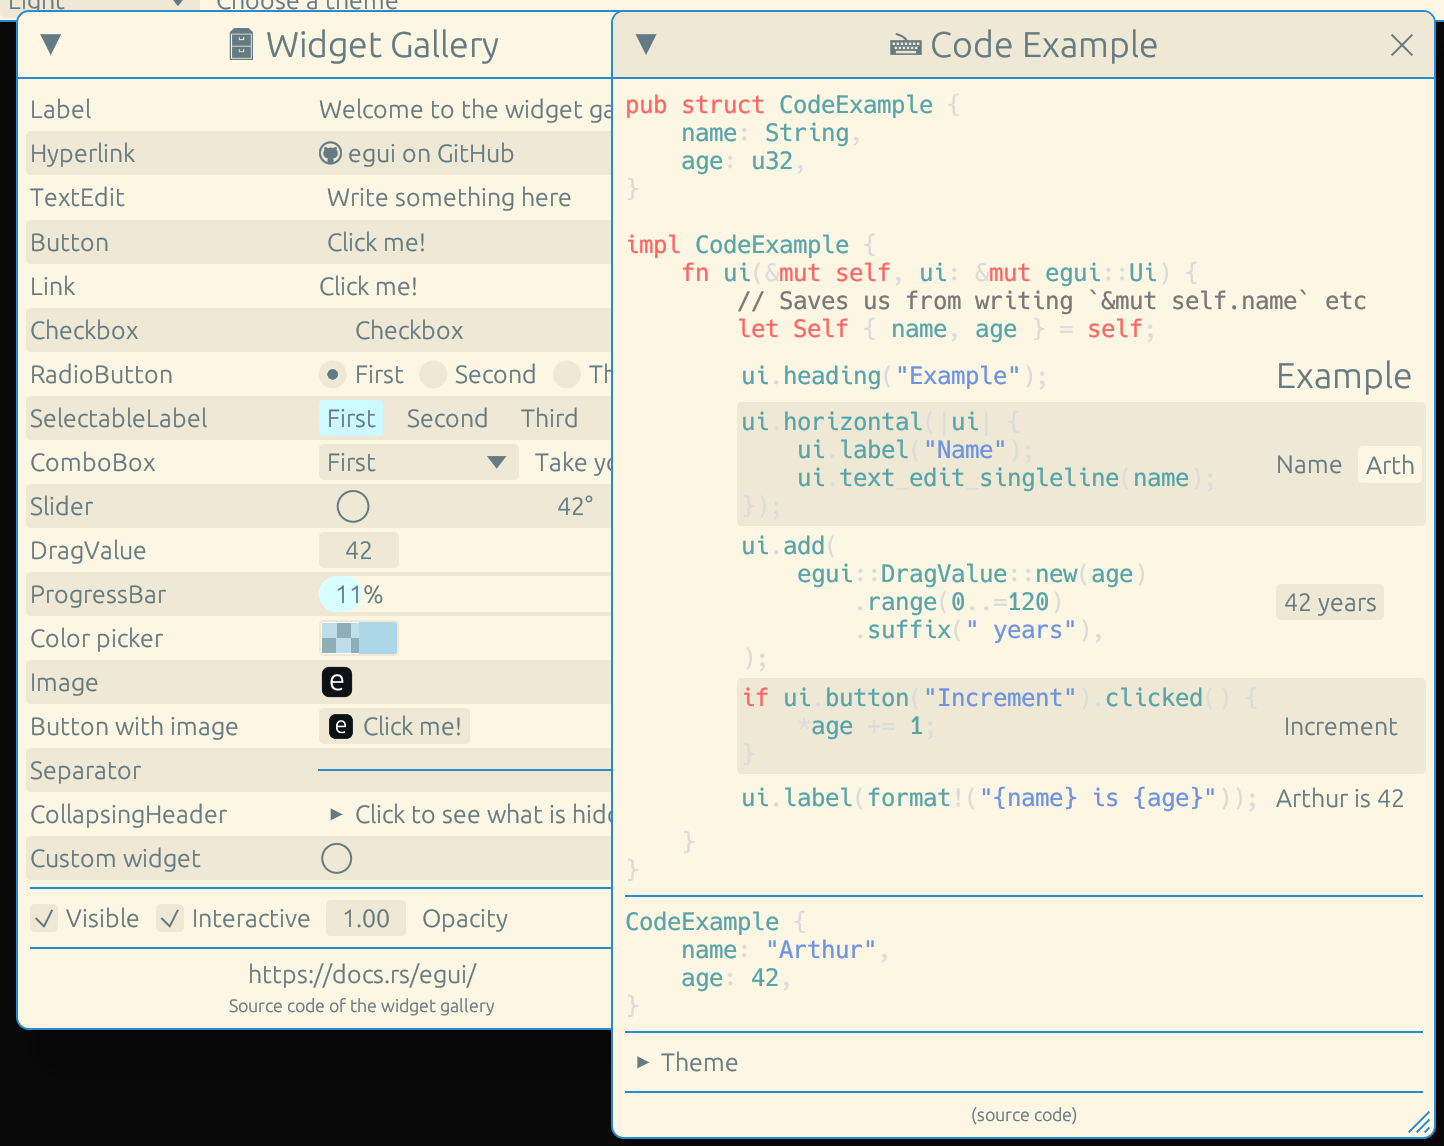 Light Choose a theme
Widget Gallery
Label Welcome to the widget ga
Hyperlink egui on GitHub
TextEdit Write something here
Button Click me!
Link Click me!
Checkbox Checkbox
RadioButton First Second Th
SelectableLabel First Second Third
ComboBox First Take yo
Slider 42°
DragValue 42
ProgressBar 11%
Color picker
Image e
Button with image e Click me!
Separator
CollapsingHeader Click to see what is hidd
Custom widget
Visible Interactive 1.00 Opacity
https://docs.rs/egui/
Source code of the widget gallery
Code Example
pub struct CodeExample {
    name: String,
    age: u32,
}
impl CodeExample {
    fn ui(&mut self, ui: &mut egui::Ui) {
        // Saves us from writing `&mut self.name` etc
        let Self { name, age } = self;
        ui.heading("Example"); Example
        ui.horizontal(|ui| {
            ui.label("Name");
            ui.text_edit_singleline(name);
        });
Name Arth
        ui.add(
            egui::DragValue::new(age)
                .range(0..=120)
                .suffix(" years"),
        );
42 years
        if ui.button("Increment").clicked() {
            *age += 1;
        }
Increment
        ui.label(format!("{name} is {age}")); Arthur is 42
    }
}
CodeExample {
    name: "Arthur",
    age: 42,
}
Theme
(source code)